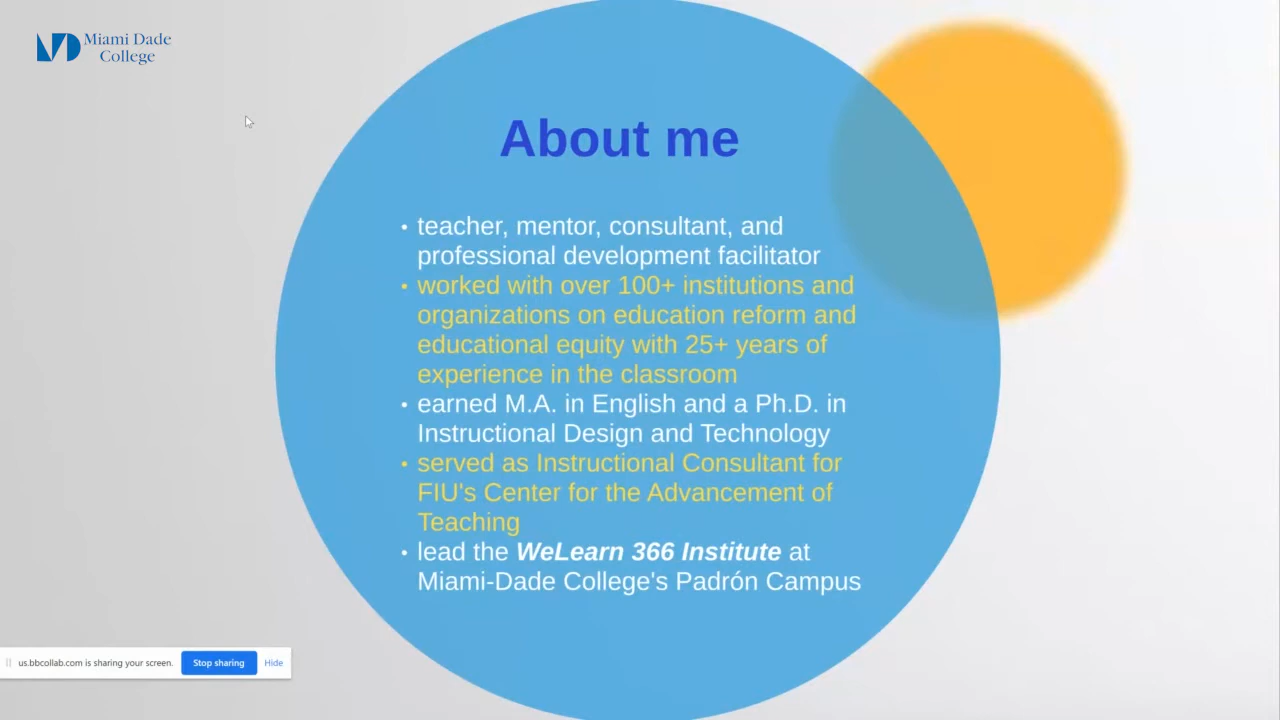 Miami Dade
College
About me
• teacher, mentor, consultant, and
professional development facilitator
• worked with over 100+ institutions and
organizations on education reform and
educational equity with 25+ years of
experience in the classroom
• earned M.A. in English and a Ph.D. in
Instructional Design and Technology
• served as Instructional Consultant for
FIU's Center for the Advancement of
Teaching
• lead the WeLearn 366 Institute at
Miami-Dade College's Padrón Campus
us.bbcollab.com is sharing your screen. Stop sharing Hide